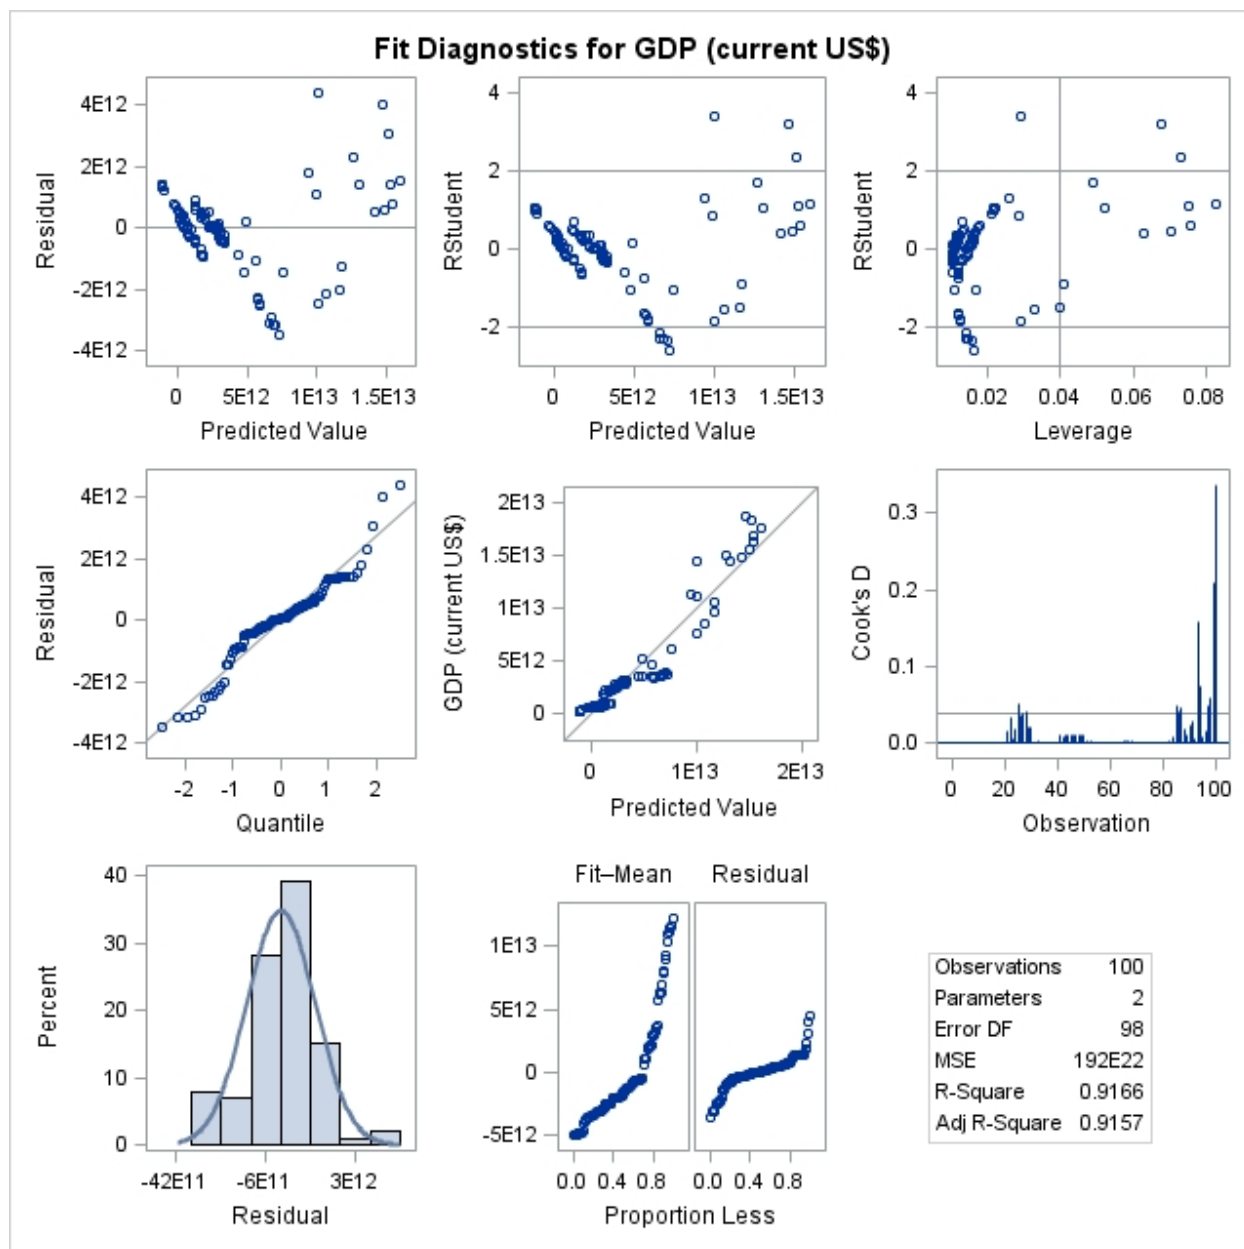 Fit Diagnostics for GDP (current US$)
Residual
4E12
2E12
0
-2E12
-4E12
0 5E12 1E13 1.5E13
Predicted Value
RStudent
4
2
0
-2
0 5E12 1E13 1.5E13
Predicted Value
RStudent
4
2
0
-2
0.02 0.04 0.06 0.08
Leverage
Residual
4E12
2E12
0
-2E12
-4E12
-2 -1 0 1 2
Quantile
GDP (current US$)
2E13
1.5E13
1E13
5E12
0
0 1E13 2E13
Predicted Value
Cook's D
0.3
0.2
0.1
0.0
0 20 40 60 80 100
Observation
Percent
40
30
20
10
0
-42E11 -6E11 3E12
Residual
Fit–Mean Residual
1E13
5E12
0
-5E12
0.0 0.4 0.8 0.0 0.4 0.8
Proportion Less
Observations 100
Parameters 2
Error DF 98
MSE 192E22
R-Square 0.9166
Adj R-Square 0.9157